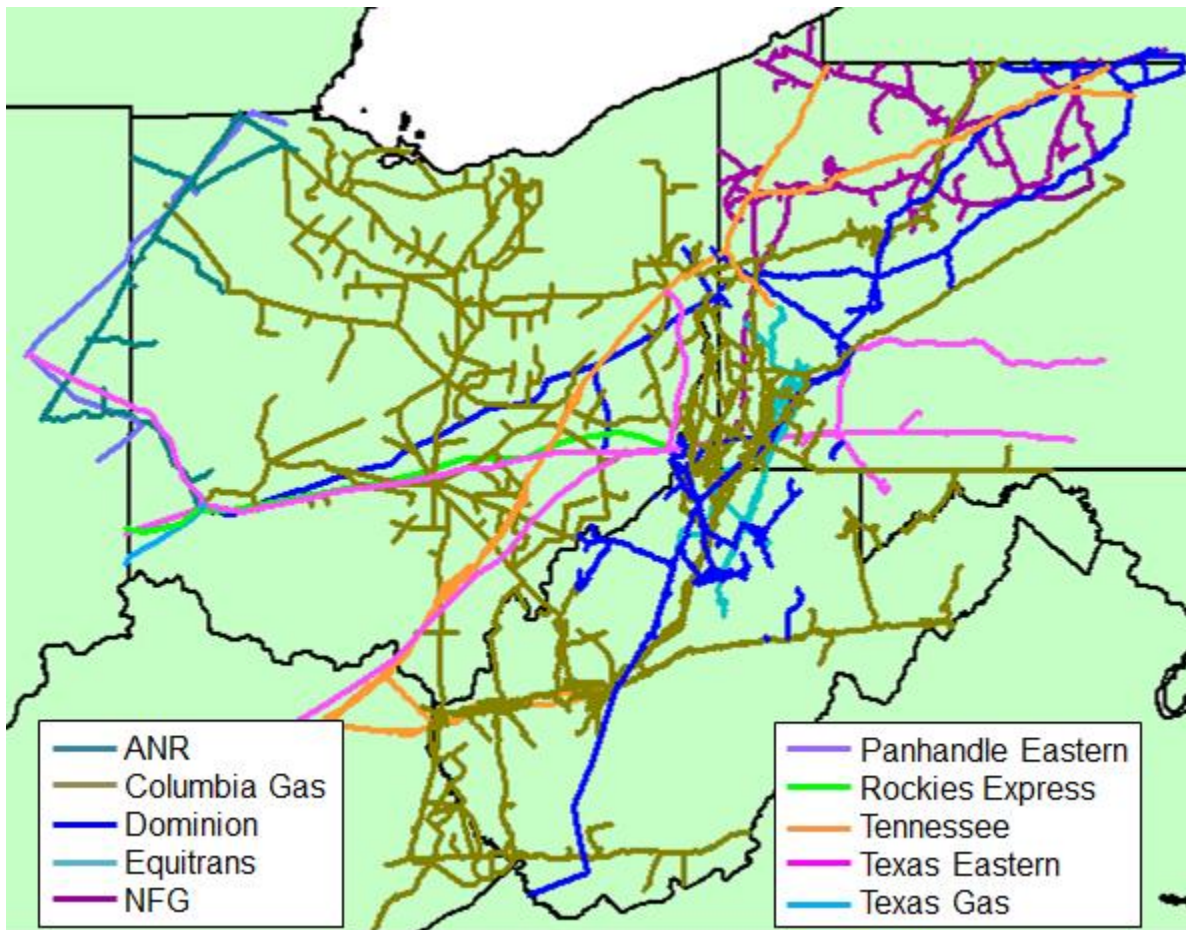 ANR
Columbia Gas
Dominion
Equitrans
NFG
Panhandle Eastern
Rockies Express
Tennessee
Texas Eastern
Texas Gas